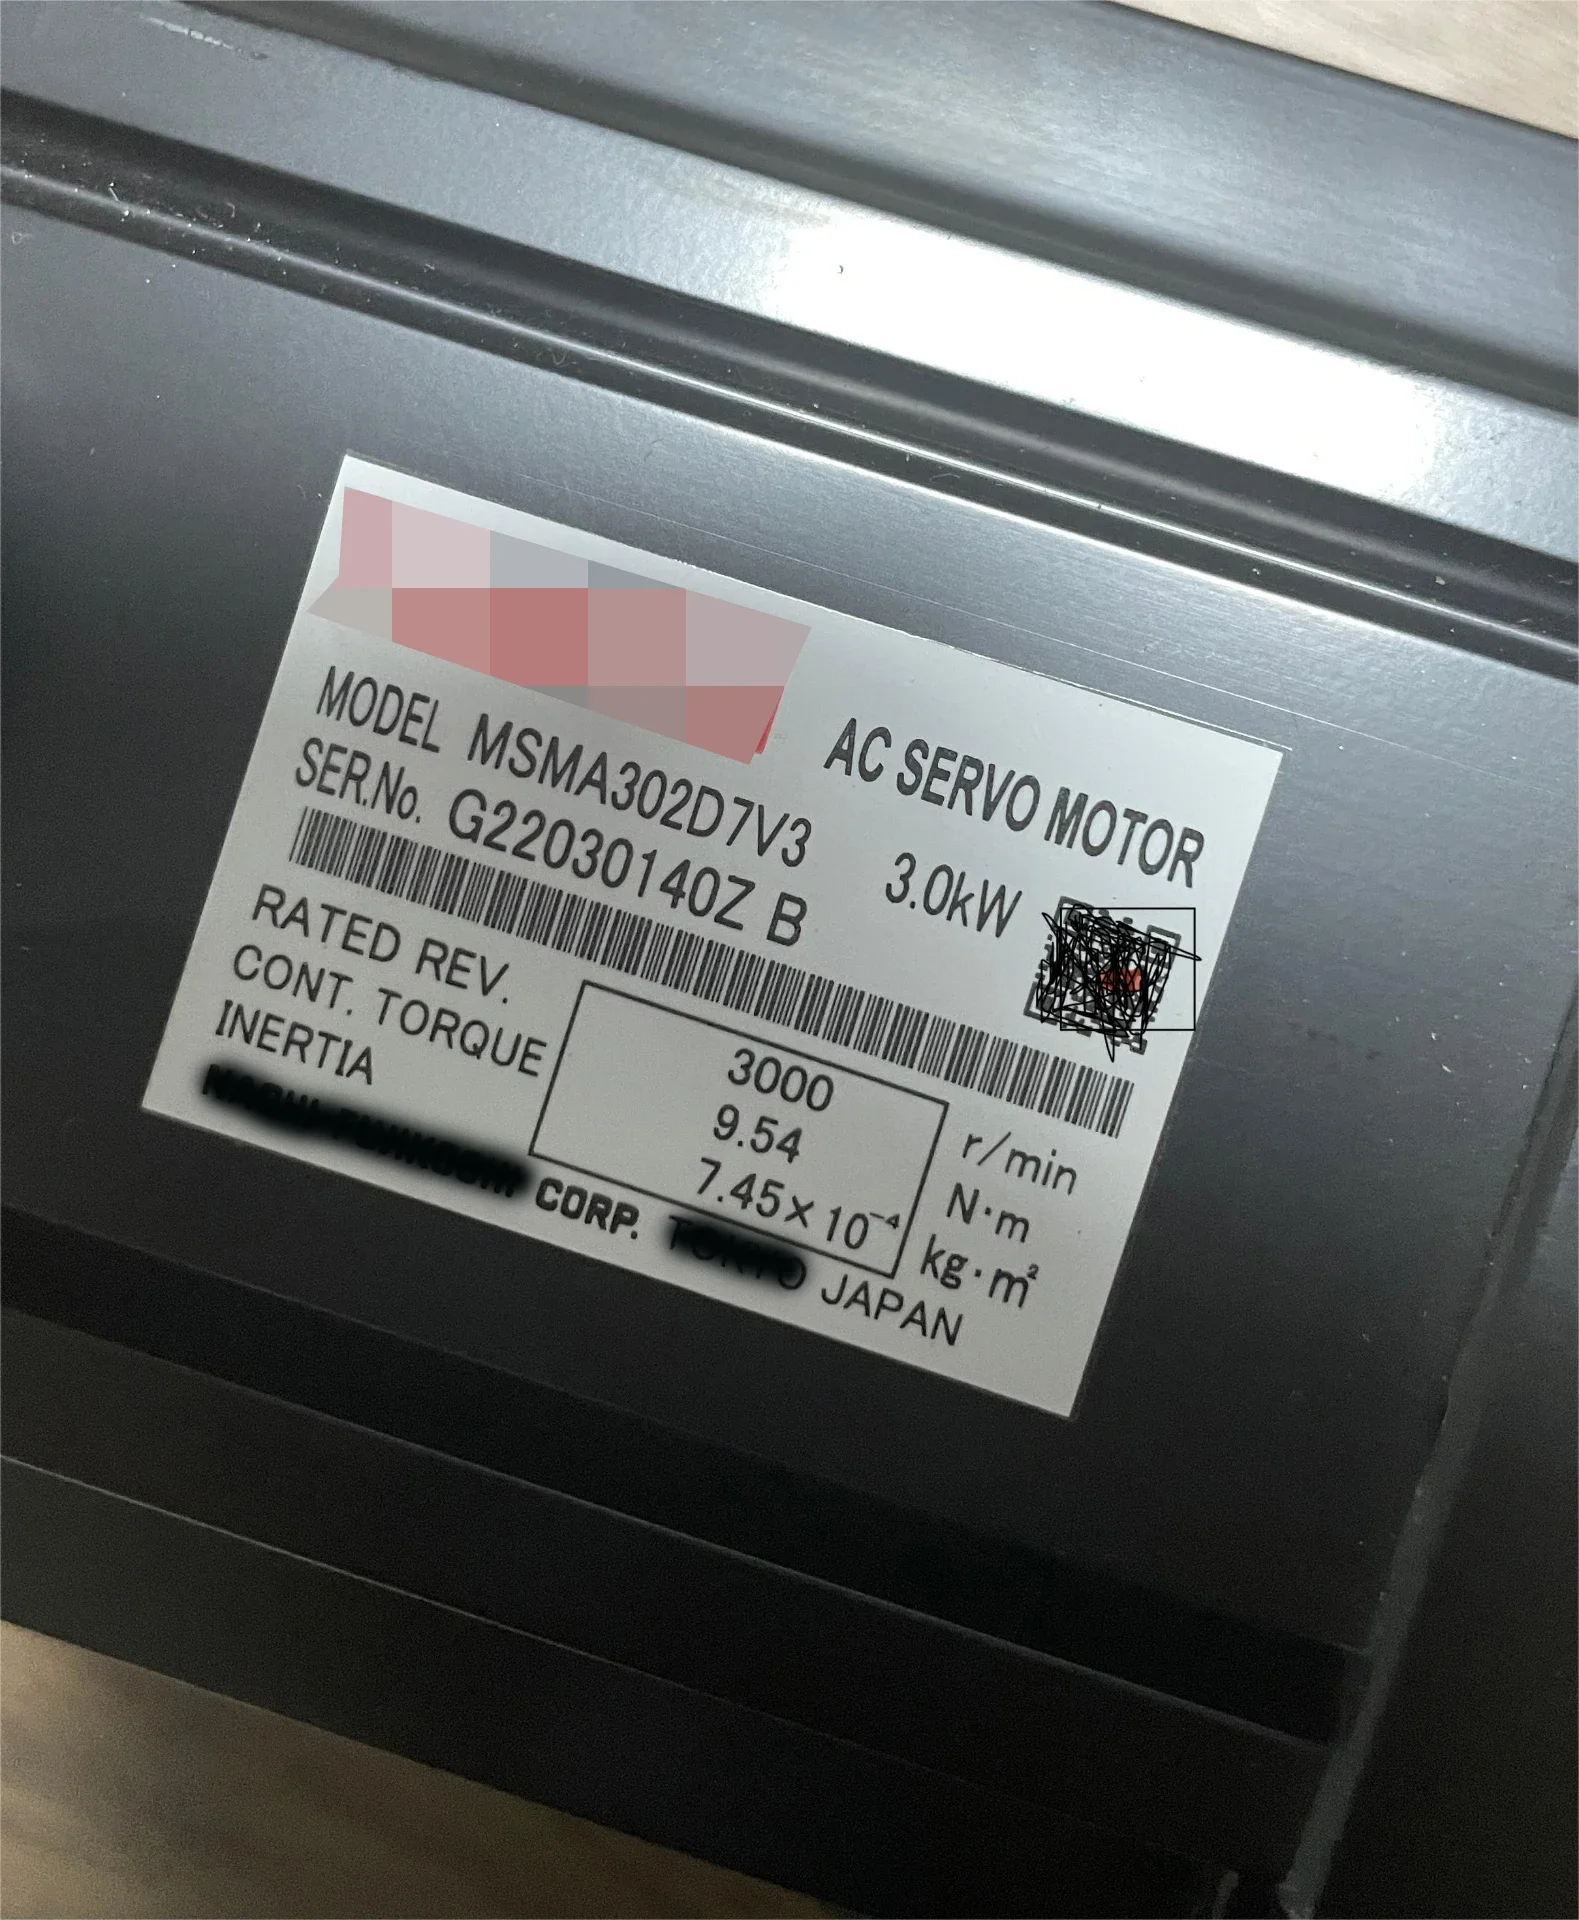 AC SERVO MOTOR
MODEL MSMA302D7V3 3.0kW
SER.No. G22030140Z B
RATED REV. 3000 r/min
CONT. TORQUE 9.54 N·m
INERTIA 7.45×10⁻⁴ kg·m²
CORP. JAPAN